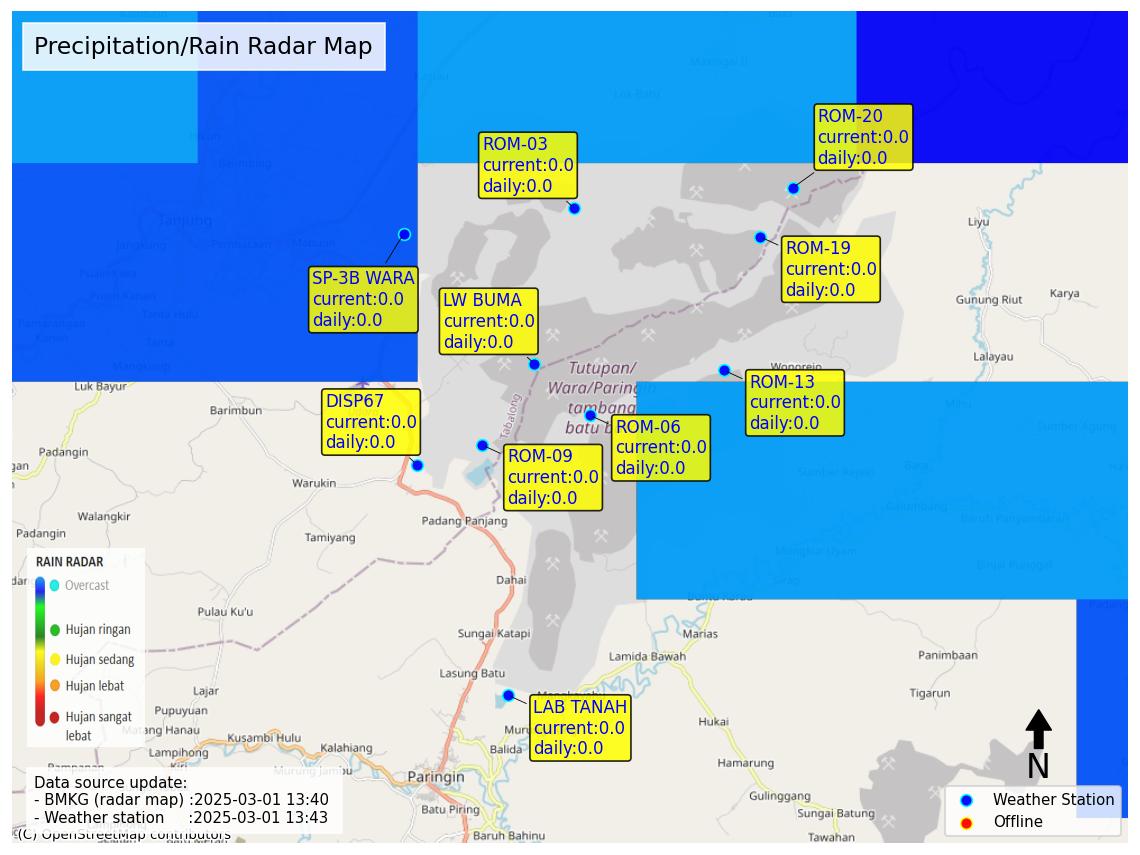 Precipitation/Rain Radar Map
ROM-20
current:0.0
daily:0.0
ROM-03
current:0.0
daily:0.0
Tanjung
Liyu
ROM-19
current:0.0
daily:0.0
SP-3B WARA
current:0.0
daily:0.0
LW BUMA
current:0.0
daily:0.0
Gunung Riut
Karya
Lalayau
Tutupan/
Wara/Paringin
tambang
batu b
Wonorejo
ROM-13
current:0.0
daily:0.0
Luk Bayur
Barimbun
DISP67
current:0.0
daily:0.0
Tabalong
ROM-06
current:0.0
daily:0.0
ROM-09
current:0.0
daily:0.0
Padangin
Warukin
Walangkir
Padangin
Padang Panjang
Tamiyang
Dahai
RAIN RADAR
Overcast
Hujan ringan
Hujan sedang
Hujan lebat
Hujan sangat
lebat
Pulau Ku'u
Sungai Katapi
Marias
Lamida Bawah
Panimbaan
Lasung Batu
Tigarun
Lajar
Pupuyuan
Matang Hanau
LAB TANAH
current:0.0
daily:0.0
Hukai
Kusambi Hulu
Lampihong
Kalahiang
Balida
Hamarung
Murung Jambu
Paringin
Gulinggang
Batu Piring
Sungai Batung
Baruh Bahinu
Tawahan
N
Data source update:
- BMKG (radar map) :2025-03-01 13:40
- Weather station :2025-03-01 13:43
(C) OpenStreetMap contributors
Weather Station
Offline